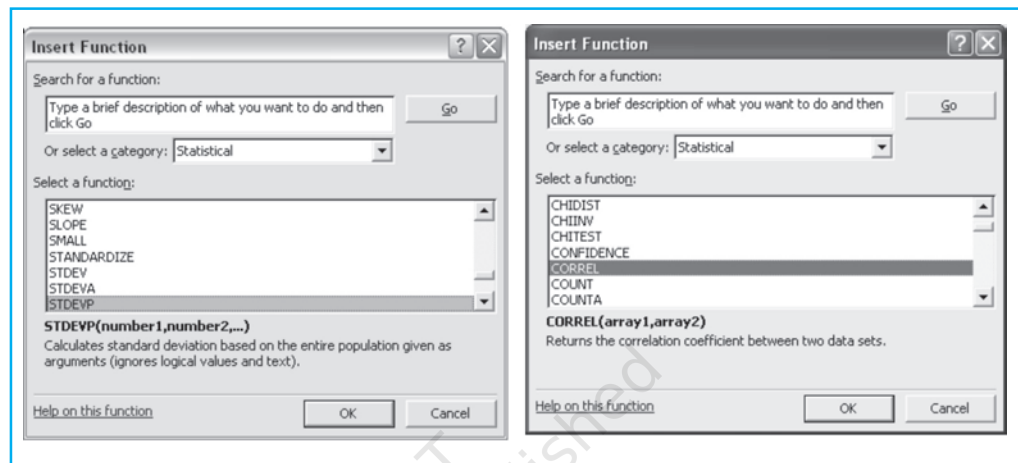 Insert Function
Search for a function:
Type a brief description of what you want to do and then
click Go
Go
Or select a category: Statistical
Select a function:
SKEW
SLOPE
SMALL
STANDARDIZE
STDEV
STDEVA
STDEVP
STDEVP(number1,number2,...)
Calculates standard deviation based on the entire population given as
arguments (ignores logical values and text).
Help on this function
OK
Cancel
Insert Function
Search for a function:
Type a brief description of what you want to do and then
click Go
Go
Or select a category: Statistical
Select a function:
CHIDIST
CHIINV
CHITEST
CONFIDENCE
CORREL
COUNT
COUNTA
CORREL(array1,array2)
Returns the correlation coefficient between two data sets.
Help on this function
OK
Cancel